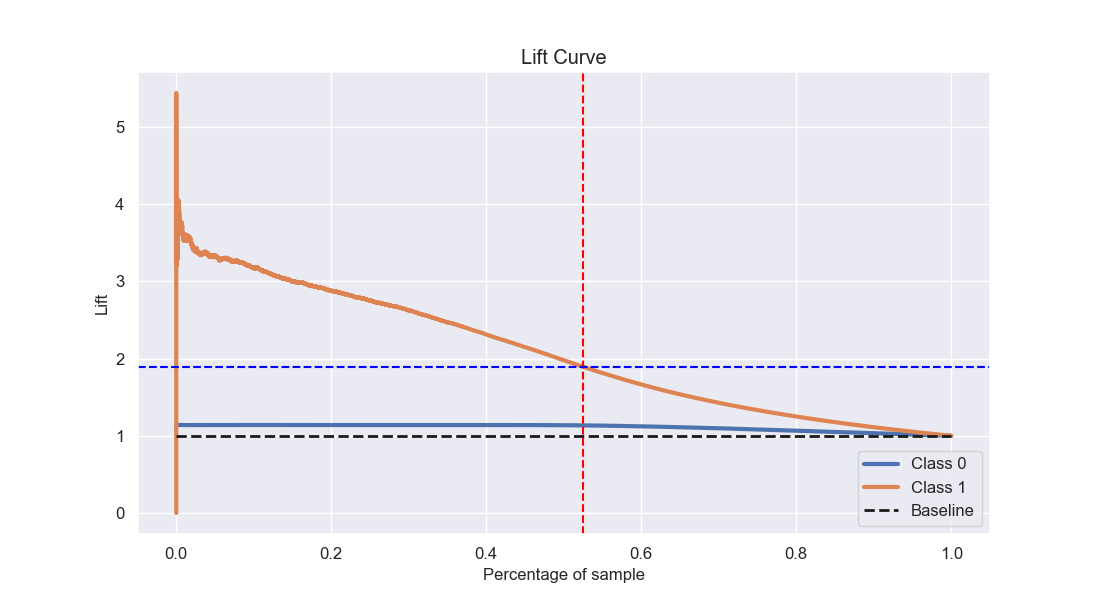 Lift Curve
Lift
5
4
3
2
1
0
0.0 0.2 0.4 0.6 0.8 1.0
Percentage of sample
Class 0
Class 1
Baseline